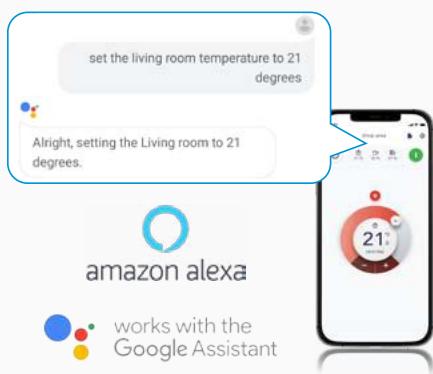 set the living room temperature to 21
degrees
Alright, setting the Living room to 21
degrees.
21
amazon alexa
works with the
Google Assistant